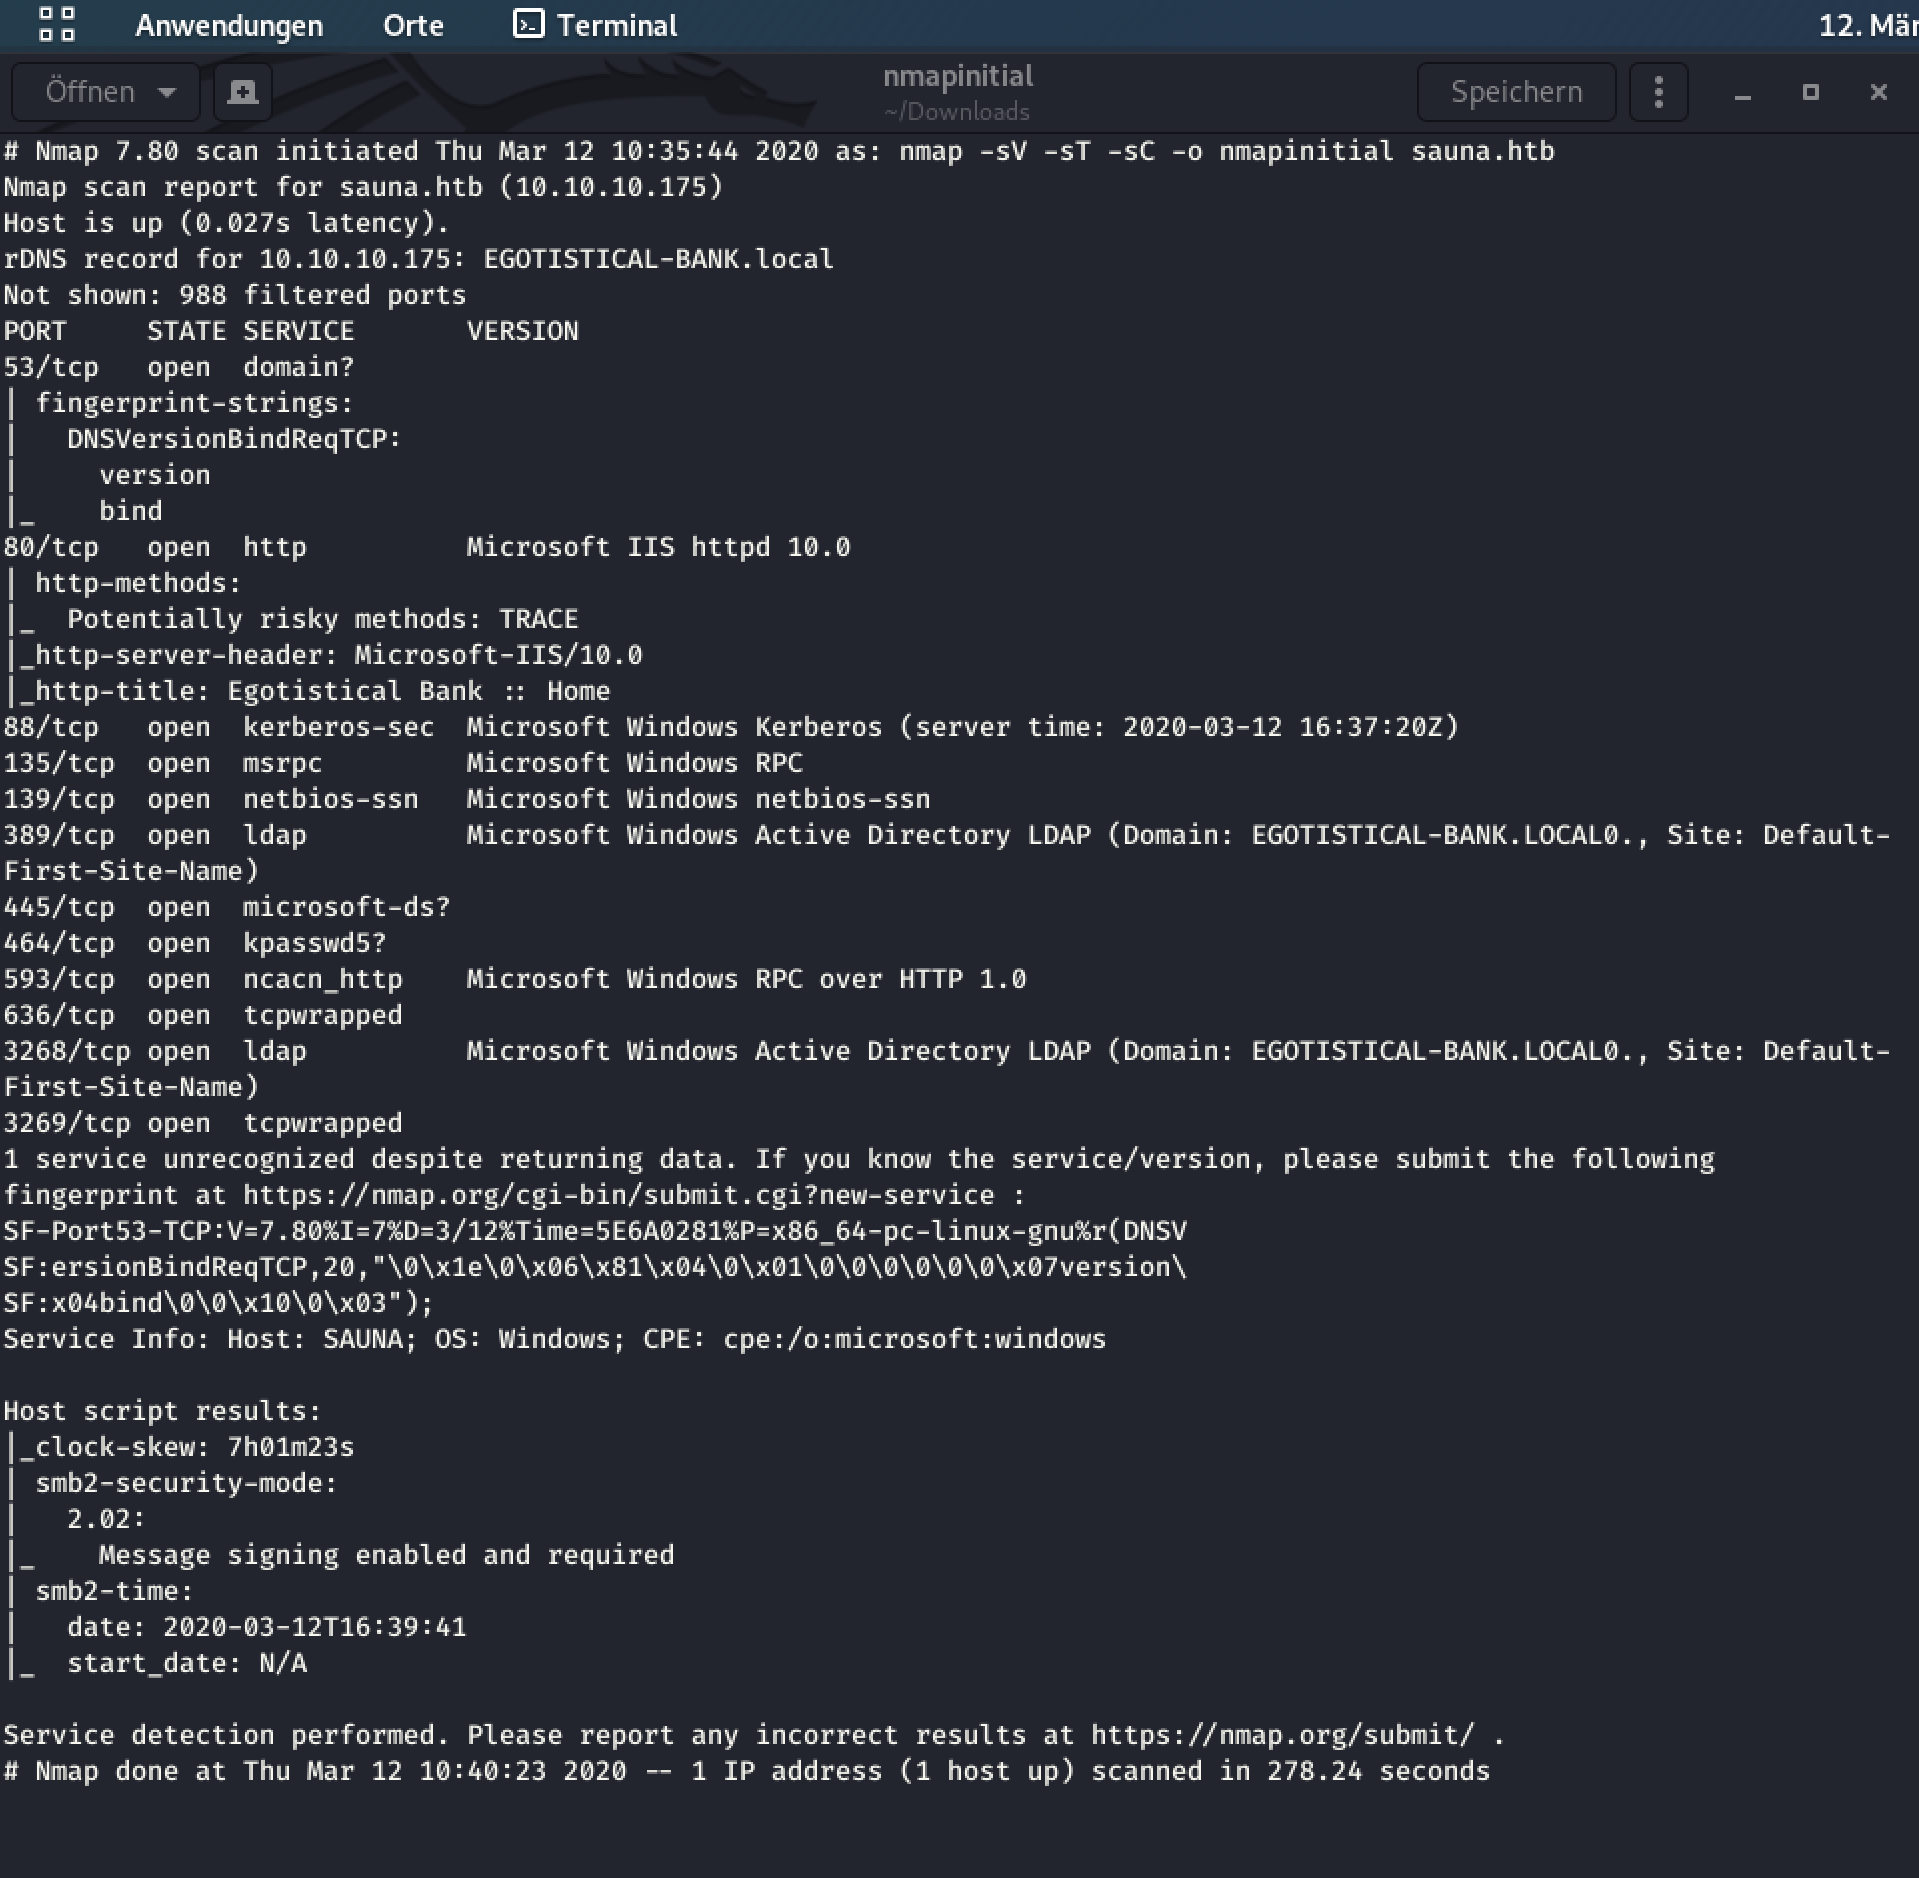 Anwendungen Orte Terminal 12. Mär
Öffnen nmapinitial Speichern
~/Downloads
# Nmap 7.80 scan initiated Thu Mar 12 10:35:44 2020 as: nmap -sV -sT -sC -o nmapinitial sauna.htb
Nmap scan report for sauna.htb (10.10.10.175)
Host is up (0.027s latency).
rDNS record for 10.10.10.175: EGOTISTICAL-BANK.local
Not shown: 988 filtered ports
PORT     STATE SERVICE       VERSION
53/tcp   open  domain?
| fingerprint-strings:
|   DNSVersionBindReqTCP:
|     version
|_    bind
80/tcp   open  http          Microsoft IIS httpd 10.0
| http-methods:
|_  Potentially risky methods: TRACE
|_http-server-header: Microsoft-IIS/10.0
|_http-title: Egotistical Bank :: Home
88/tcp   open  kerberos-sec  Microsoft Windows Kerberos (server time: 2020-03-12 16:37:20Z)
135/tcp  open  msrpc         Microsoft Windows RPC
139/tcp  open  netbios-ssn   Microsoft Windows netbios-ssn
389/tcp  open  ldap          Microsoft Windows Active Directory LDAP (Domain: EGOTISTICAL-BANK.LOCAL0., Site: Default-
First-Site-Name)
445/tcp  open  microsoft-ds?
464/tcp  open  kpasswd5?
593/tcp  open  ncacn_http    Microsoft Windows RPC over HTTP 1.0
636/tcp  open  tcpwrapped
3268/tcp open  ldap          Microsoft Windows Active Directory LDAP (Domain: EGOTISTICAL-BANK.LOCAL0., Site: Default-
First-Site-Name)
3269/tcp open  tcpwrapped
1 service unrecognized despite returning data. If you know the service/version, please submit the following
fingerprint at https://nmap.org/cgi-bin/submit.cgi?new-service :
SF-Port53-TCP:V=7.80%I=7%D=3/12%Time=5E6A0281%P=x86_64-pc-linux-gnu%r(DNSV
SF:ersionBindReqTCP,20,"\0\x1e\0\x06\x81\x04\0\x01\0\0\0\0\0\0\x07version\
SF:x04bind\0\0\x10\0\x03");
Service Info: Host: SAUNA; OS: Windows; CPE: cpe:/o:microsoft:windows
Host script results:
|_clock-skew: 7h01m23s
| smb2-security-mode:
|   2.02:
|_    Message signing enabled and required
| smb2-time:
|   date: 2020-03-12T16:39:41
|_  start_date: N/A
Service detection performed. Please report any incorrect results at https://nmap.org/submit/ .
# Nmap done at Thu Mar 12 10:40:23 2020 -- 1 IP address (1 host up) scanned in 278.24 seconds